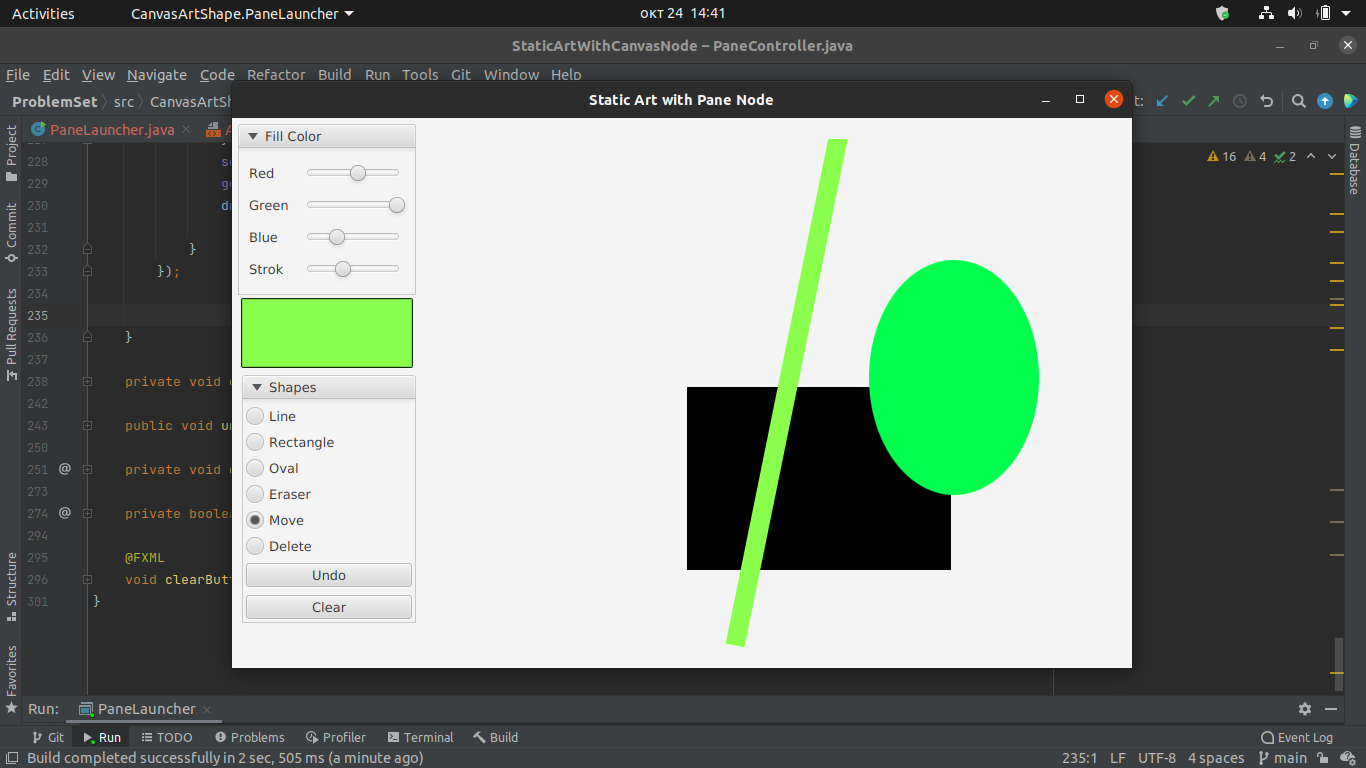 Activities CanvasArtShape.PaneLauncher окт 24 14:41
StaticArtWithCanvasNode – PaneController.java
File Edit View Navigate Code Refactor Build Run Tools Git Window Help
ProblemSet src CanvasArtSh
Static Art with Pane Node
PaneLauncher.java
16 4 2
Project
Commit
Pull Requests
Structure
Favorites
Database
228 s
229 g
230 d
231
232 }
233 });
234
235
236 }
237
238 private void
242
243 public void u
250
251 @ private void
273
274 @ private boolea
294
295 @FXML
296 void clearBut
301 }
Fill Color
Red
Green
Blue
Strok
Shapes
Line
Rectangle
Oval
Eraser
Move
Delete
Undo
Clear
Run: PaneLauncher
Git Run TODO Problems Profiler Terminal Build Event Log
Build completed successfully in 2 sec, 505 ms (a minute ago) 235:1 LF UTF-8 4 spaces main